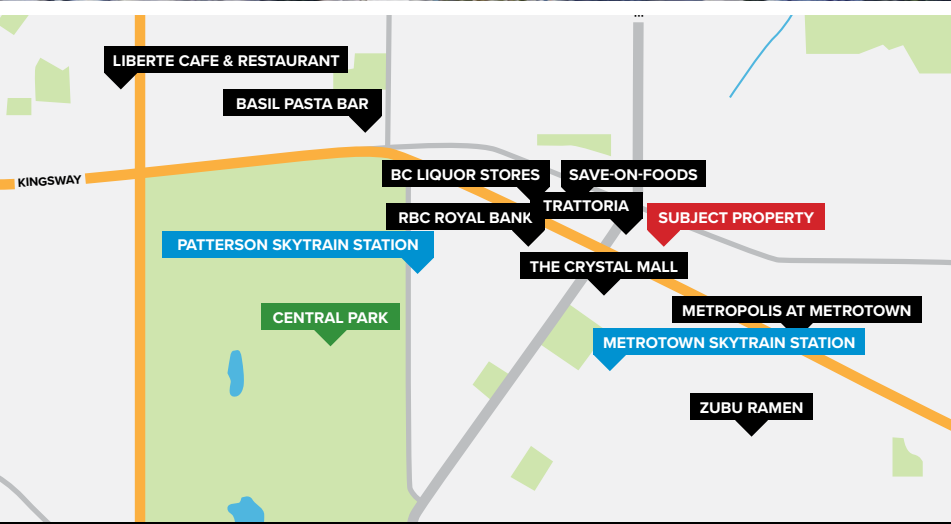 LIBERTE CAFE & RESTAURANT
BASIL PASTA BAR
KINGSWAY
BC LIQUOR STORES
SAVE-ON-FOODS
TRATTORIA
RBC ROYAL BANK
SUBJECT PROPERTY
PATTERSON SKYTRAIN STATION
THE CRYSTAL MALL
METROPOLIS AT METROTOWN
CENTRAL PARK
METROTOWN SKYTRAIN STATION
ZUBU RAMEN